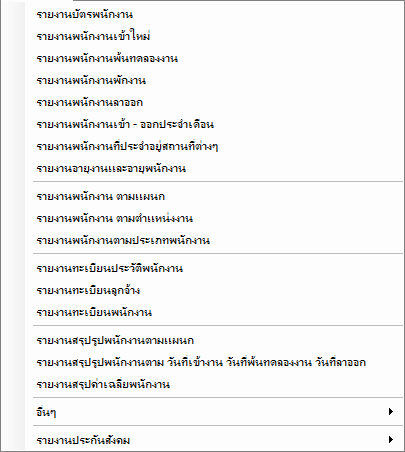 รายงานบัตรพนักงาน
รายงานพนักงานเข้าใหม่
รายงานพนักงานพ้นทดลองงาน
รายงานพนักงานพักงาน
รายงานพนักงานลาออก
รายงานพนักงานเข้า - ออกประจำเดือน
รายงานพนักงานที่ประจำอยู่สถานที่ต่างๆ
รายงานอายุงานและอายุพนักงาน
รายงานพนักงาน ตามแผนก
รายงานพนักงาน ตามตำแหน่งงาน
รายงานพนักงานตามประเภทพนักงาน
รายงานทะเบียนประวัติพนักงาน
รายงานทะเบียนลูกจ้าง
รายงานทะเบียนพนักงาน
รายงานสรุปรูปพนักงานตามแผนก
รายงานสรุปรูปพนักงานตาม วันที่เข้างาน วันที่พ้นทดลองงาน วันที่ลาออก
รายงานสรุปค่าเฉลี่ยพนักงาน
อื่นๆ
รายงานประกันสังคม